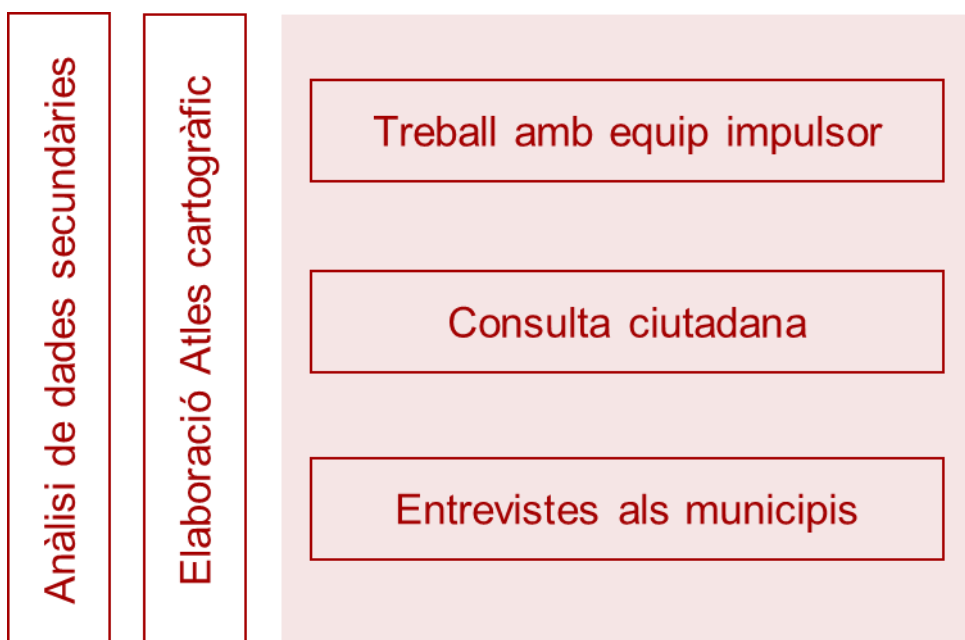 Anàlisi de dades secundàries
Elaboració Atles cartogràfic
Treball amb equip impulsor
Consulta ciutadana
Entrevistes als municipis